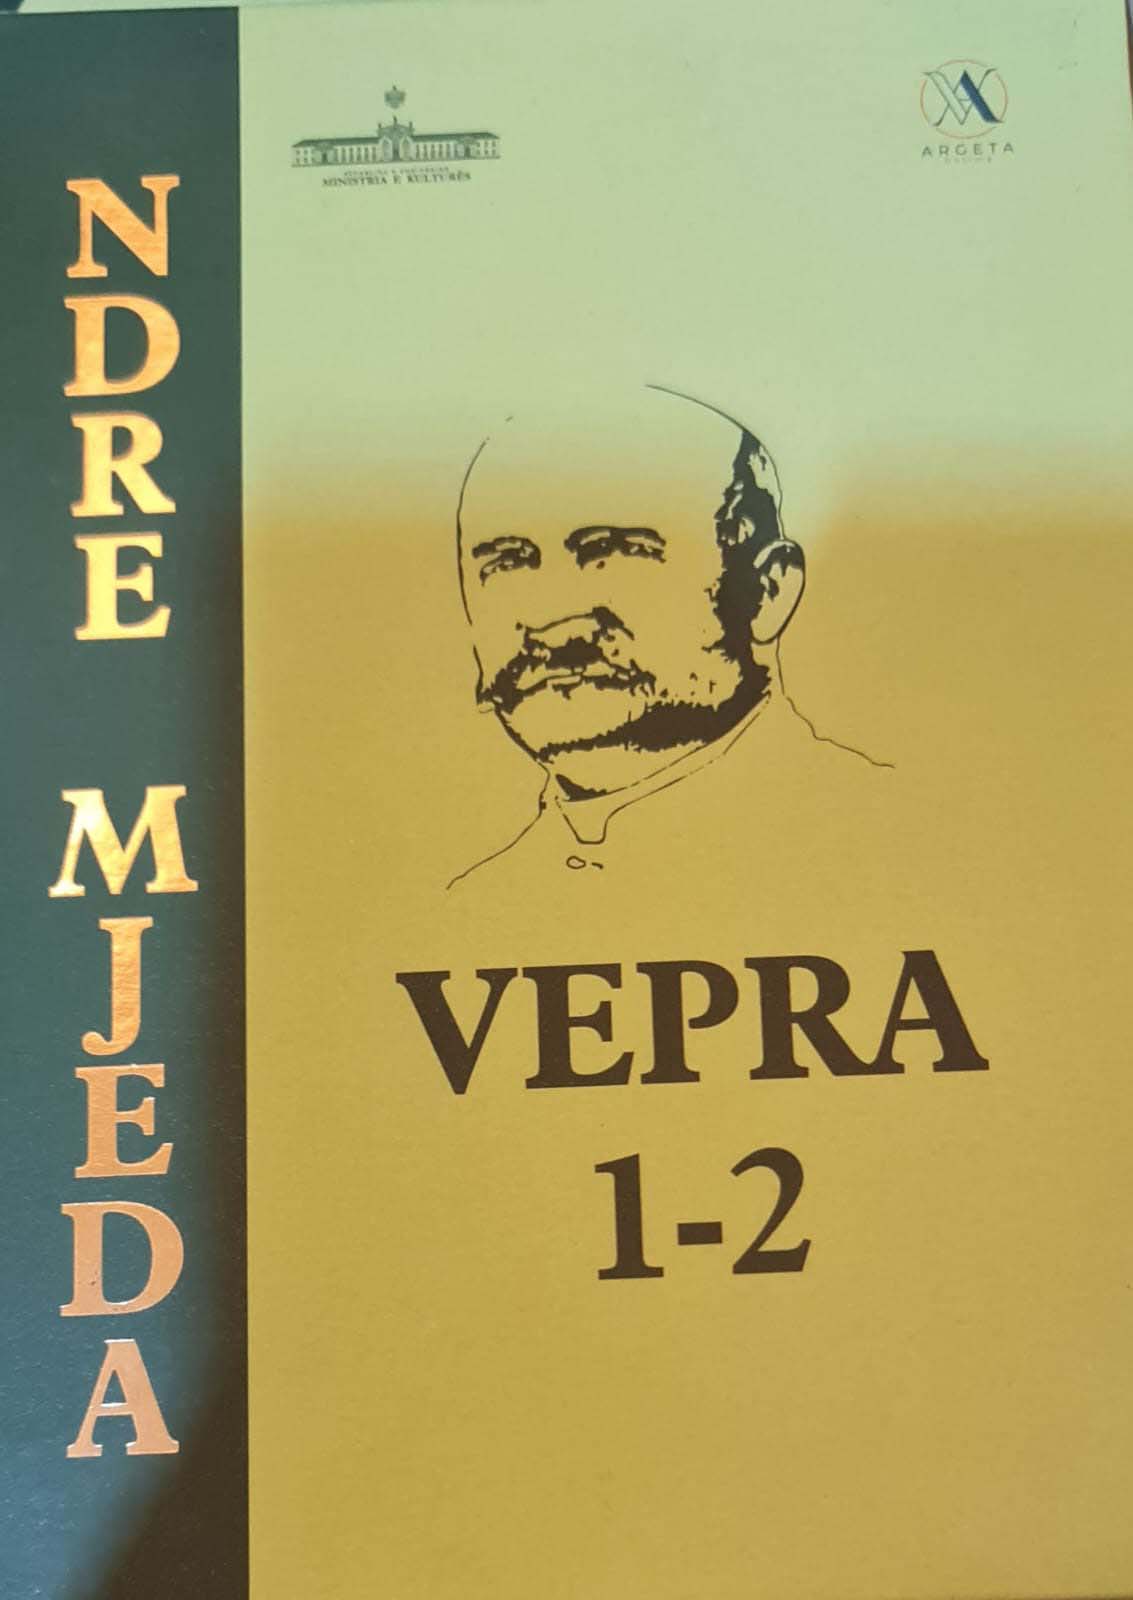 NDRE MJEDA
MINISTRIA E KULTURËS
ARGETA
VEPRA
1-2